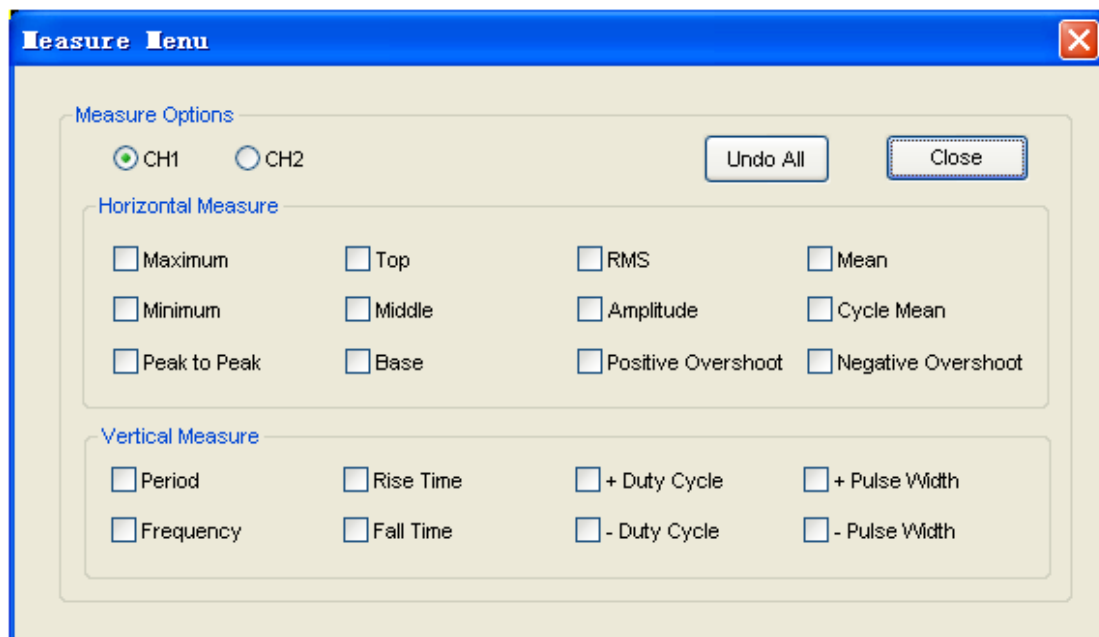 Measure Menu
Measure Options
CH1 CH2 Undo All Close
Horizontal Measure
Maximum Top RMS Mean
Minimum Middle Amplitude Cycle Mean
Peak to Peak Base Positive Overshoot Negative Overshoot
Vertical Measure
Period Rise Time + Duty Cycle + Pulse Width
Frequency Fall Time - Duty Cycle - Pulse Width